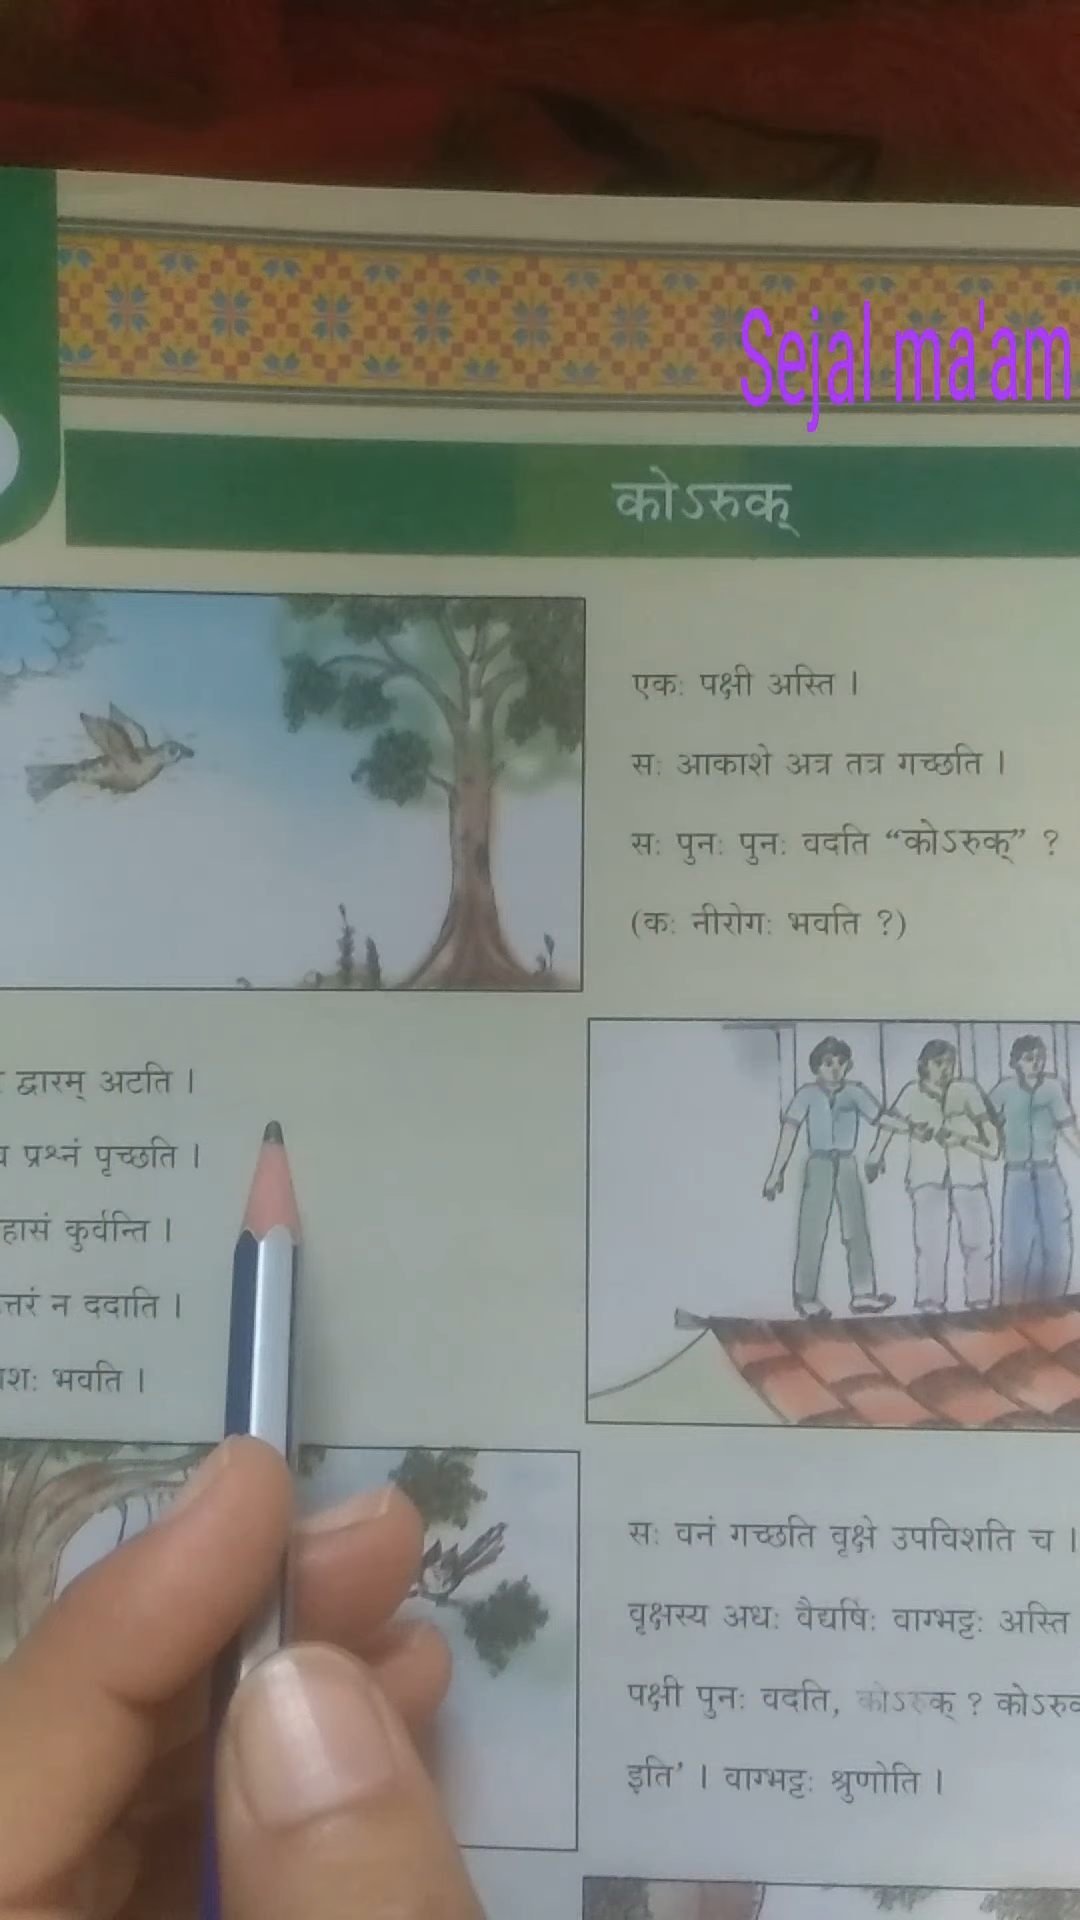 Sejal ma'am
कोऽरुक्
एकः पक्षी अस्ति ।
सः आकाशे अत्र तत्र गच्छति ।
सः पुनः पुनः वदति “कोऽरुक्” ?
(कः नीरोगः भवति ?)
द्वारम् अटति ।
प्रश्नं पृच्छति ।
कुर्वन्ति ।
न ददाति ।
भवति ।
सः वनं गच्छति वृक्षे उपविशति च ।
वृक्षस्य अधः वैद्यर्षिः वाग्भट्टः अस्ति
पक्षी पुनः वदति, कोऽरुक् ?
इति’ । वाग्भट्टः श्रुणोति ।